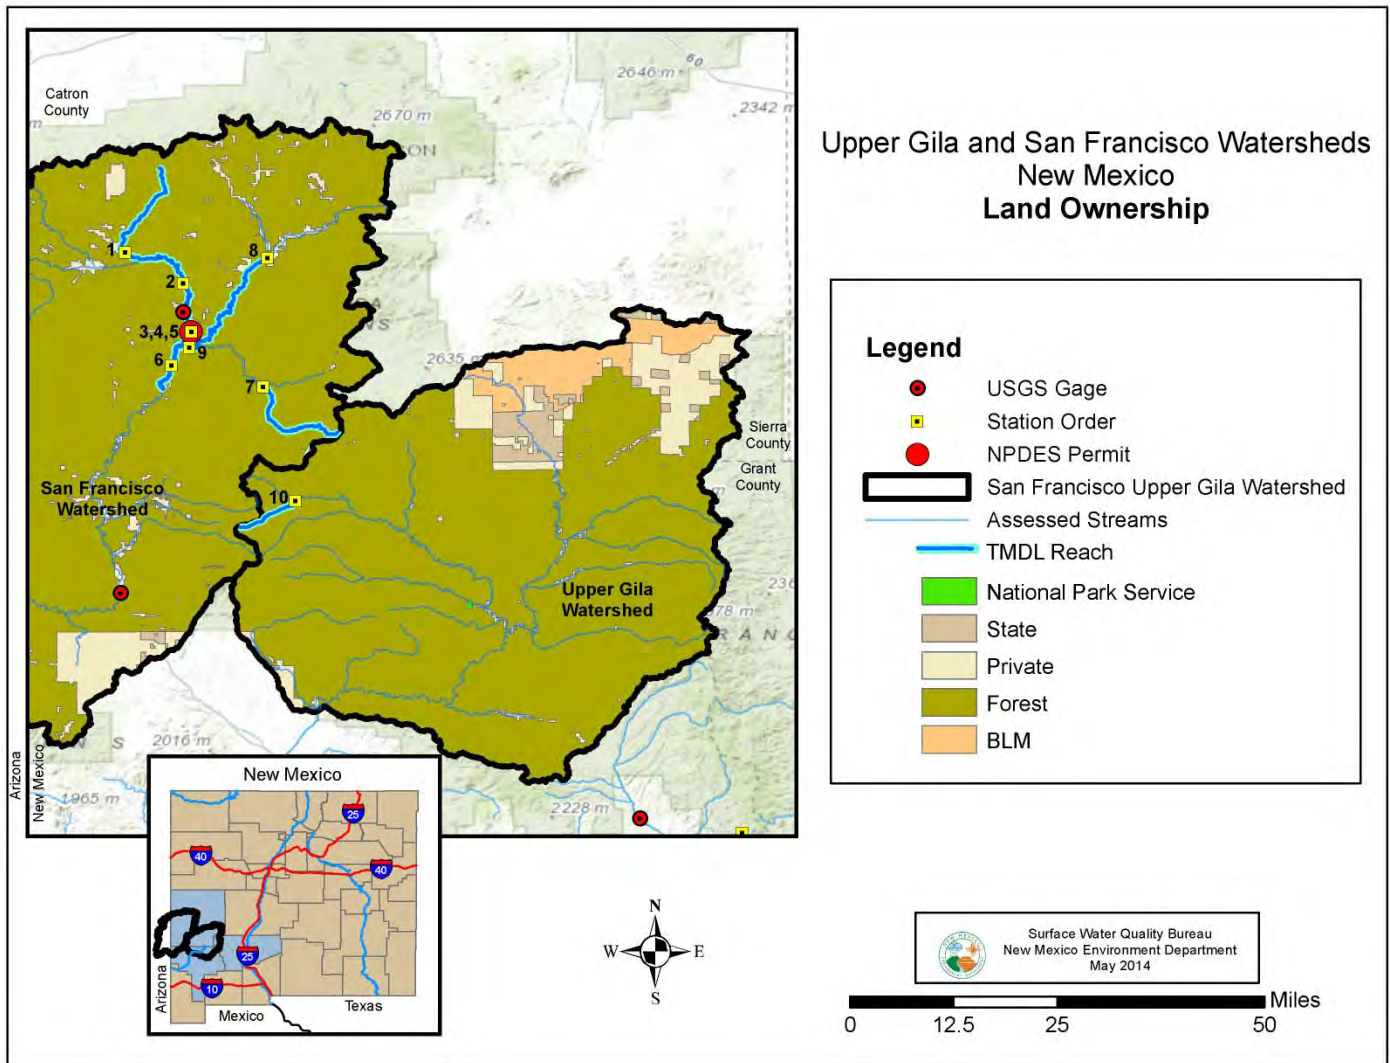 Catron
County
2646 m
60
2342 m
2670 m
Upper Gila and San Francisco Watersheds
New Mexico
Land Ownership
1
8
2
3,4,5
9
6
7
2635
Sierra
County
Grant
County
San Francisco
Watershed
10
Upper Gila
Watershed
Legend
USGS Gage
Station Order
NPDES Permit
San Francisco Upper Gila Watershed
Assessed Streams
TMDL Reach
National Park Service
State
Private
Forest
BLM
Arizona
New Mexico
2016 m
1965 m
2228 m
New Mexico
25
40
40
25
10
Arizona
Mexico
Texas
N
W
E
S
Surface Water Quality Bureau
New Mexico Environment Department
May 2014
Miles
0
12.5
25
50